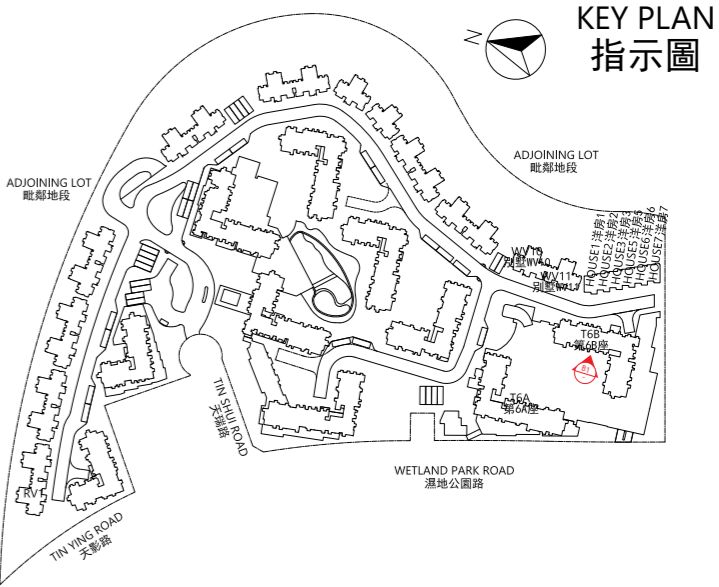 KEY PLAN
指示圖
N
ADJOINING LOT
毗鄰地段
ADJOINING LOT
毗鄰地段
WV10
別墅WV10
WV11
別墅WV11
HOUSE1洋房1
HOUSE2洋房2
HOUSE3洋房3
HOUSE5洋房5
HOUSE6洋房6
HOUSE7洋房7
T6B
第6B座
B1
T6A
第6A座
TIN SHUI ROAD
天瑞路
WETLAND PARK ROAD
濕地公園路
RV1
TIN YING ROAD
天影路